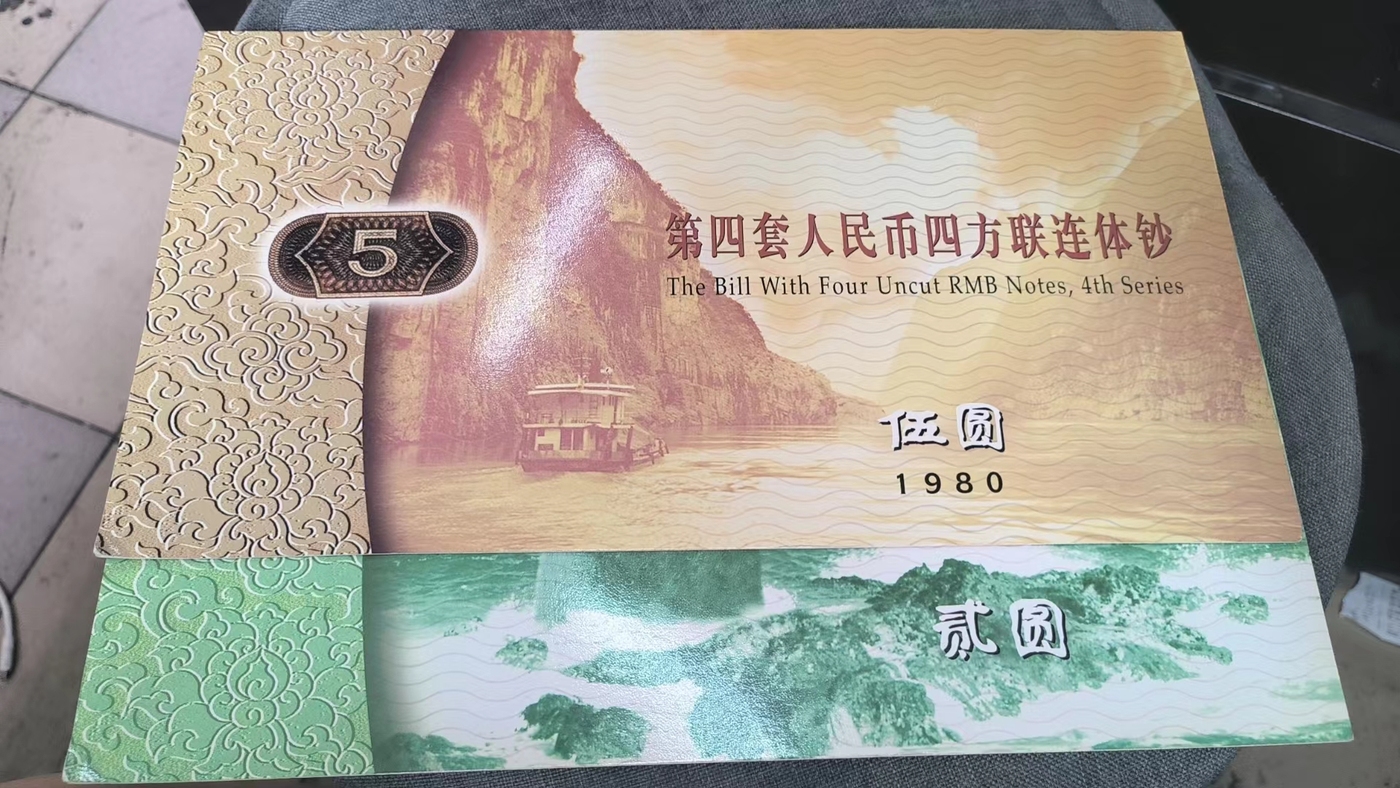 5
第四套人民币四方联连体钞
The Bill With Four Uncut RMB Notes, 4th Series
伍圆
1980
贰圆